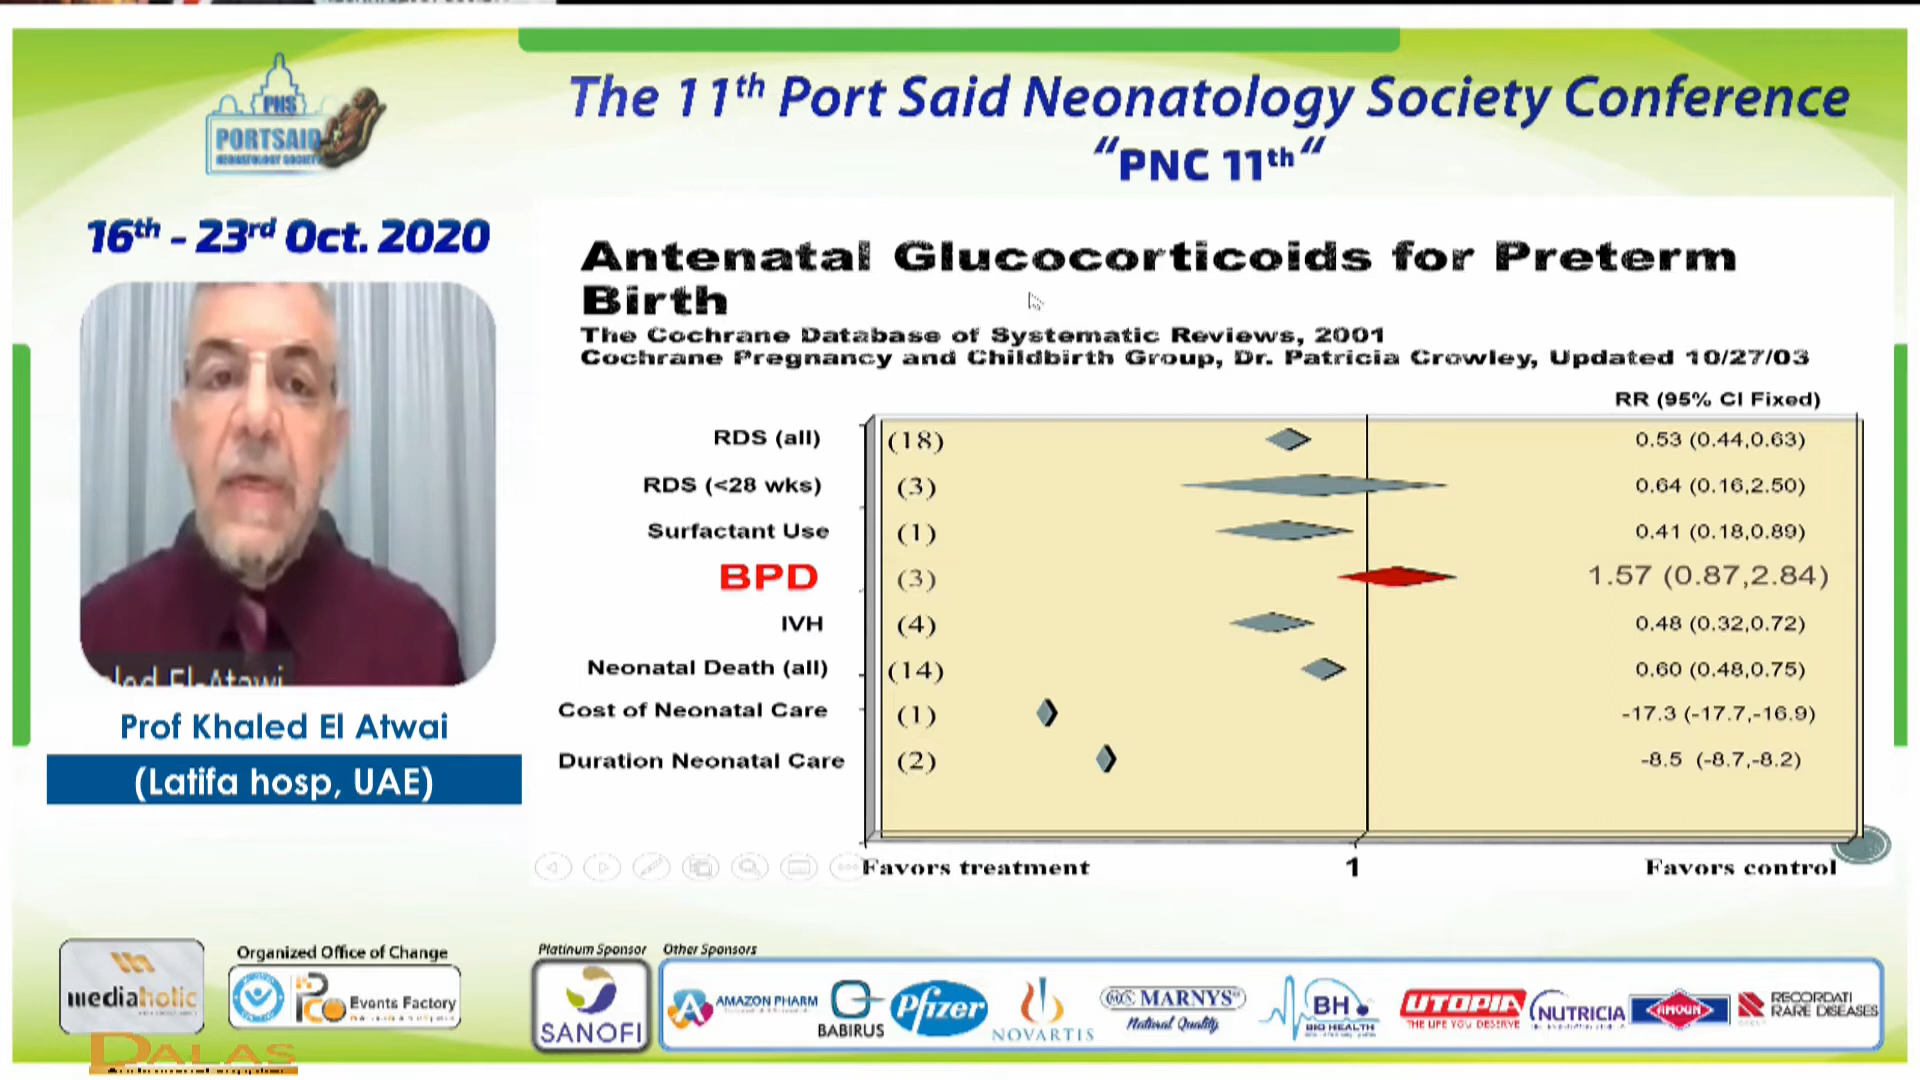 PNS
PORTSAID
NEONATOLOGY SOCIETY
The 11th Port Said Neonatology Society Conference
“PNC 11th“
16th - 23rd Oct. 2020
Antenatal Glucocorticoids for Preterm
Birth
The Cochrane Database of Systematic Reviews, 2001
Cochrane Pregnancy and Childbirth Group, Dr. Patricia Crowley, Updated 10/27/03
RR (95% CI Fixed)
RDS (all) (18) 0.53 (0.44,0.63)
RDS (<28 wks) (3) 0.64 (0.16,2.50)
Surfactant Use (1) 0.41 (0.18,0.89)
BPD (3) 1.57 (0.87,2.84)
IVH (4) 0.48 (0.32,0.72)
Neonatal Death (all) (14) 0.60 (0.48,0.75)
Cost of Neonatal Care (1) -17.3 (-17.7,-16.9)
Duration Neonatal Care (2) -8.5 (-8.7,-8.2)
Favors treatment 1 Favors control
El-Atawi
Prof Khaled El Atwai
(Latifa hosp, UAE)
mediaholic
Organized Office of Change
Events Factory
Platinum Sponsor
SANOFI
Other Sponsors
AMAZON PHARM
BABIRUS
Pfizer
NOVARTIS
MARNYS
Natural Quality
BH
BIO HEALTH
UTOPIA
THE LIFE YOU DESERVE
NUTRICIA
AMOUN
RECORDATI
RARE DISEASES
DALAS